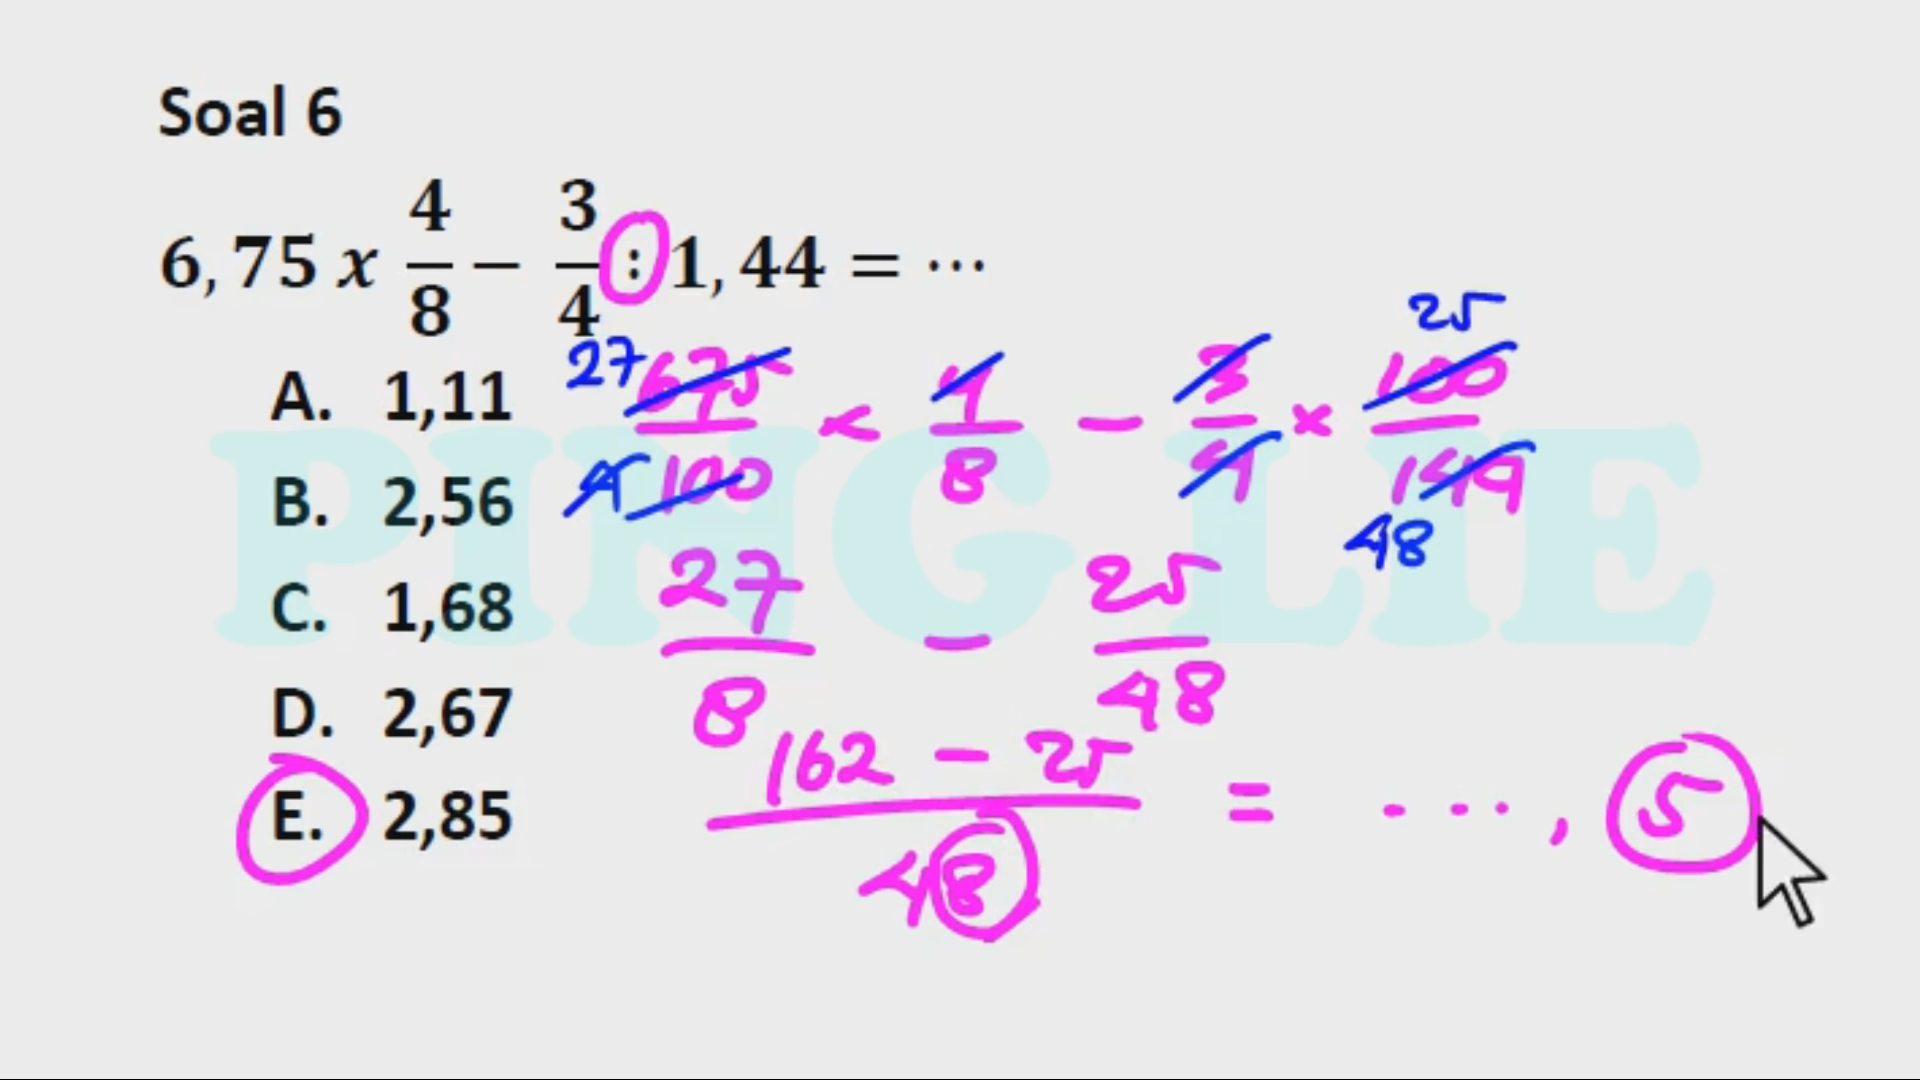 Soal 6
6,75 x 4/8 − 3/4 : 1,44 = ⋯
A. 1,11
B. 2,56
C. 1,68
D. 2,67
E. 2,85
27 25
675/100 × 4/8 − 3/4 × 100/144
4 48
27/8 − 25/48
162 − 25 / 48 = ..., 5
PING LIE